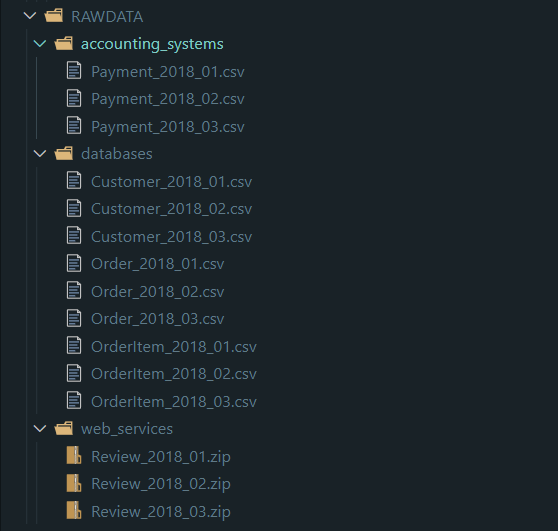 RAWDATA
accounting_systems
Payment_2018_01.csv
Payment_2018_02.csv
Payment_2018_03.csv
databases
Customer_2018_01.csv
Customer_2018_02.csv
Customer_2018_03.csv
Order_2018_01.csv
Order_2018_02.csv
Order_2018_03.csv
OrderItem_2018_01.csv
OrderItem_2018_02.csv
OrderItem_2018_03.csv
web_services
Review_2018_01.zip
Review_2018_02.zip
Review_2018_03.zip